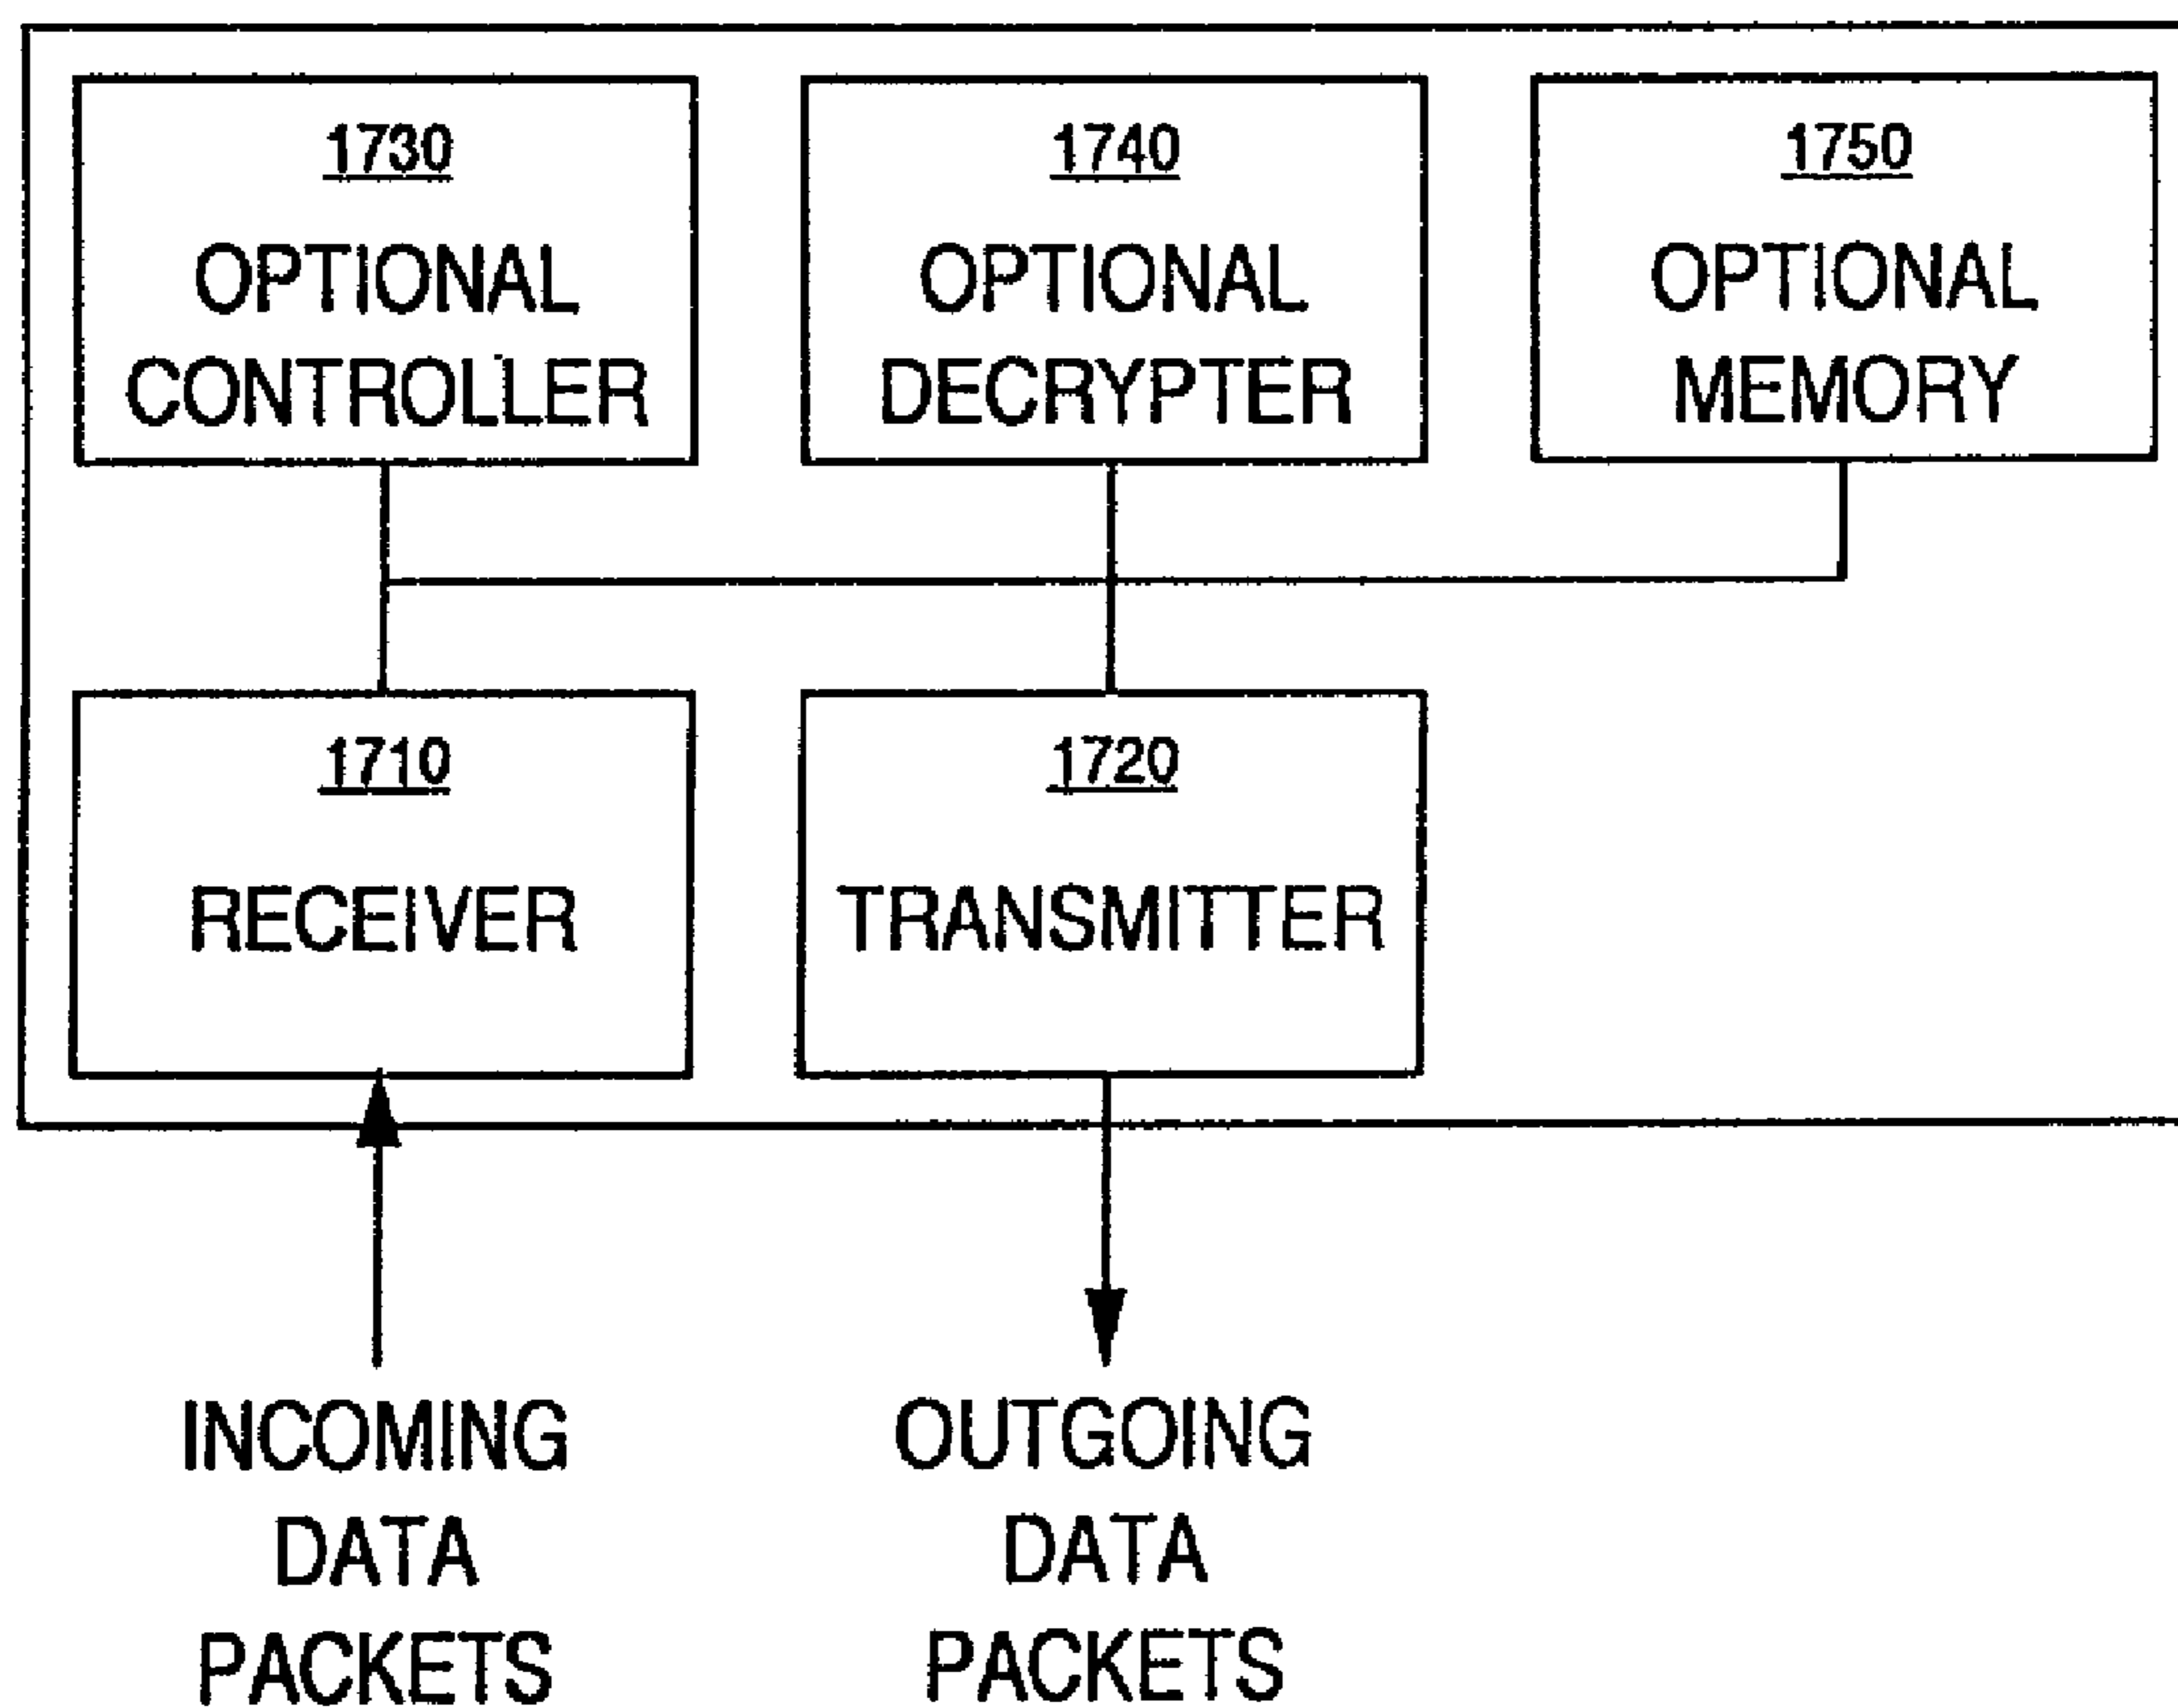 1730
OPTIONAL
CONTROLLER
1740
OPTIONAL
DECRYPTER
1750
OPTIONAL
MEMORY
1710
RECEIVER
1720
TRANSMITTER
INCOMING
DATA
PACKETS
OUTGOING
DATA
PACKETS